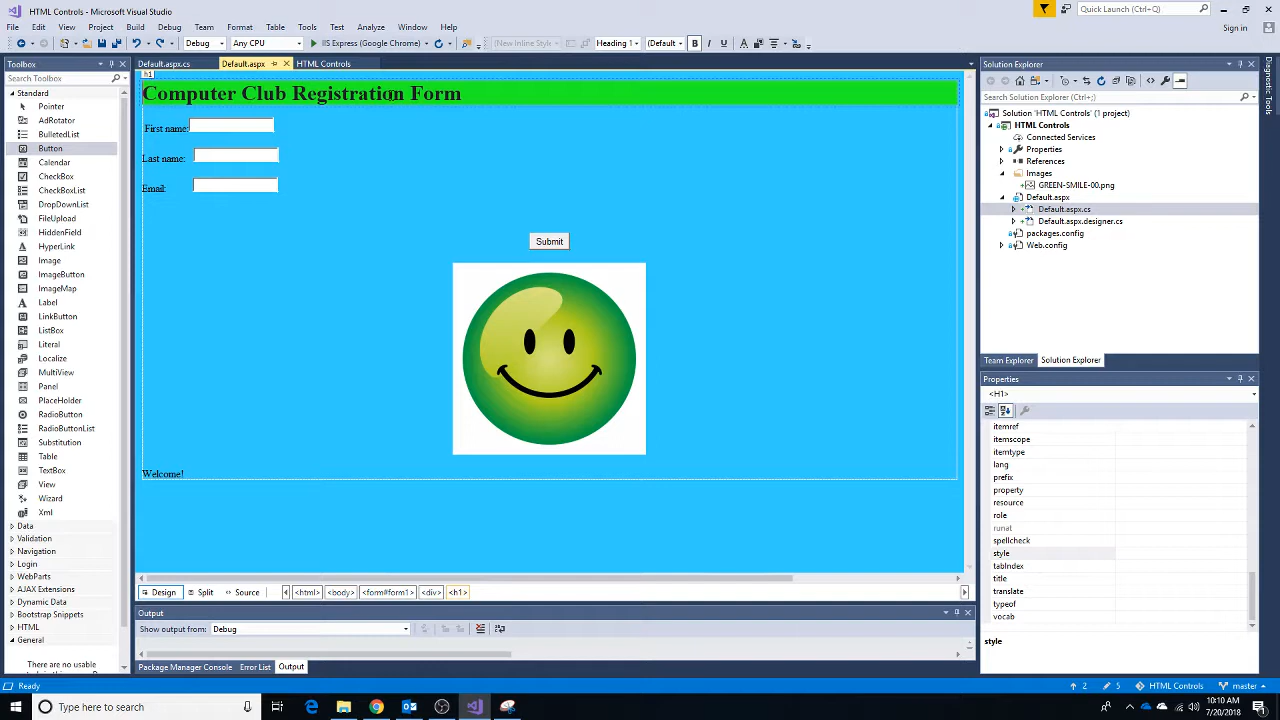 HTML Controls - Microsoft Visual Studio
Quick Launch (Ctrl+Q)
File Edit View Project Build Debug Team Format Table Tools Test Analyze Window Help
Sign in
Debug Any CPU IIS Express (Google Chrome) (New Inline Style) Heading 1 (Default) B I U A
Toolbox
Search Toolbox
Standard
Pointer
AdRotator
BulletedList
Button
Calendar
CheckBox
CheckBoxList
DropDownList
FileUpload
HiddenField
HyperLink
Image
ImageButton
ImageMap
Label
LinkButton
ListBox
Literal
Localize
MultiView
Panel
PlaceHolder
RadioButton
RadioButtonList
Substitution
Table
TextBox
View
Wizard
Xml
Data
Validation
Navigation
Login
WebParts
AJAX Extensions
Dynamic Data
Bootstrap Snippets
HTML
General
There are no usable
Default.aspx.cs Default.aspx HTML Controls
h1
Computer Club Registration Form
First name:
Last name:
Email:
Submit
Welcome!
Design Split Source <html> <body> <form#form1> <div> <h1>
Output
Show output from: Debug
Package Manager Console Error List Output
Solution Explorer
Search Solution Explorer (Ctrl+;)
Solution 'HTML Controls' (1 project)
HTML Controls
Connected Services
Properties
References
Images
GREEN-SMILE-00.png
Default.aspx
Default.aspx.cs
Default.aspx.designer.cs
packages.config
Web.config
Team Explorer Solution Explorer
Properties
<H1>
itemref
itemscope
itemtype
lang
prefix
property
resource
role
runat
spellcheck
style
tabIndex
title
translate
typeof
vocab
style
Diagnostic Tools
Ready
2 5 HTML Controls master
Type here to search
10:10 AM
7/20/2018